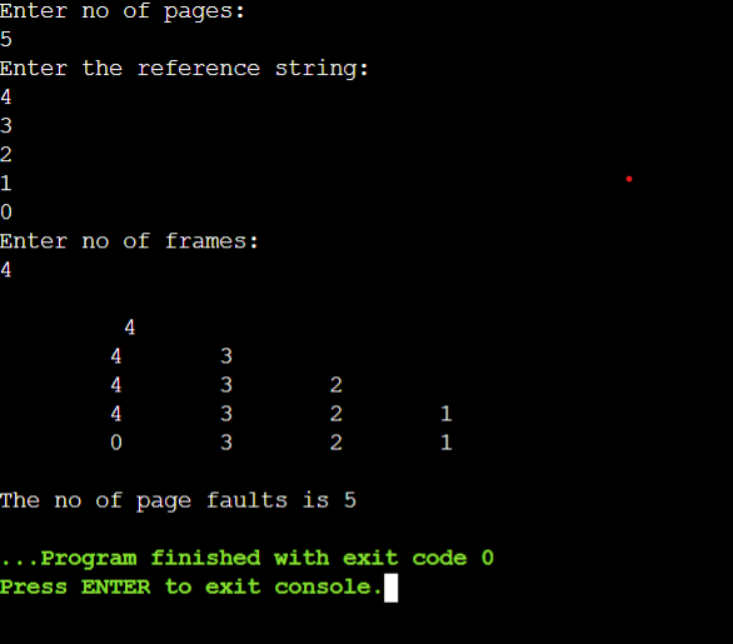 Enter no of pages:
5
Enter the reference string:
4
3
2
1
0
Enter no of frames:
4
4
4 3
4 3 2
4 3 2 1
0 3 2 1
The no of page faults is 5
...Program finished with exit code 0
Press ENTER to exit console.